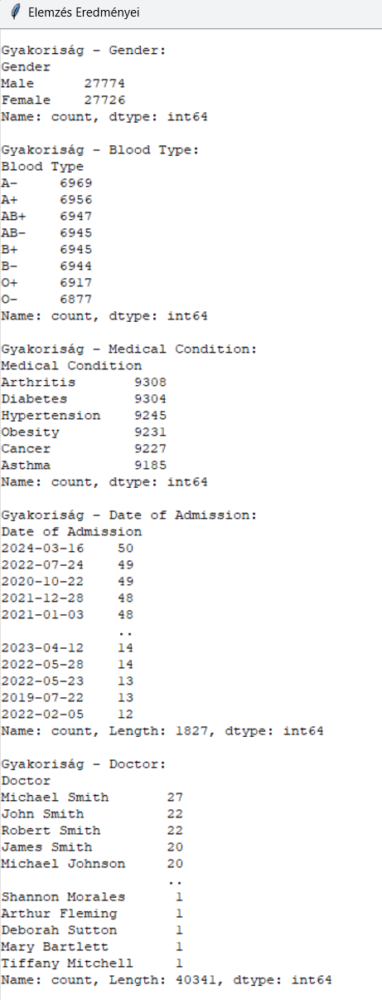 Elemzés Eredményei
Gyakoriság - Gender:
Gender
Male      27774
Female    27726
Name: count, dtype: int64
Gyakoriság - Blood Type:
Blood Type
A-     6969
A+     6956
AB+    6947
AB-    6945
B+     6945
B-     6944
O+     6917
O-     6877
Name: count, dtype: int64
Gyakoriság - Medical Condition:
Medical Condition
Arthritis       9308
Diabetes        9304
Hypertension    9245
Obesity         9231
Cancer          9227
Asthma          9185
Name: count, dtype: int64
Gyakoriság - Date of Admission:
Date of Admission
2024-03-16    50
2022-07-24    49
2020-10-22    49
2021-12-28    48
2021-01-03    48
              ..
2023-04-12    14
2022-05-28    14
2022-05-23    13
2019-07-22    13
2022-02-05    12
Name: count, Length: 1827, dtype: int64
Gyakoriság - Doctor:
Doctor
Michael Smith       27
John Smith          22
Robert Smith        22
James Smith         20
Michael Johnson     20
                    ..
Shannon Morales      1
Arthur Fleming       1
Deborah Sutton       1
Mary Bartlett        1
Tiffany Mitchell     1
Name: count, Length: 40341, dtype: int64